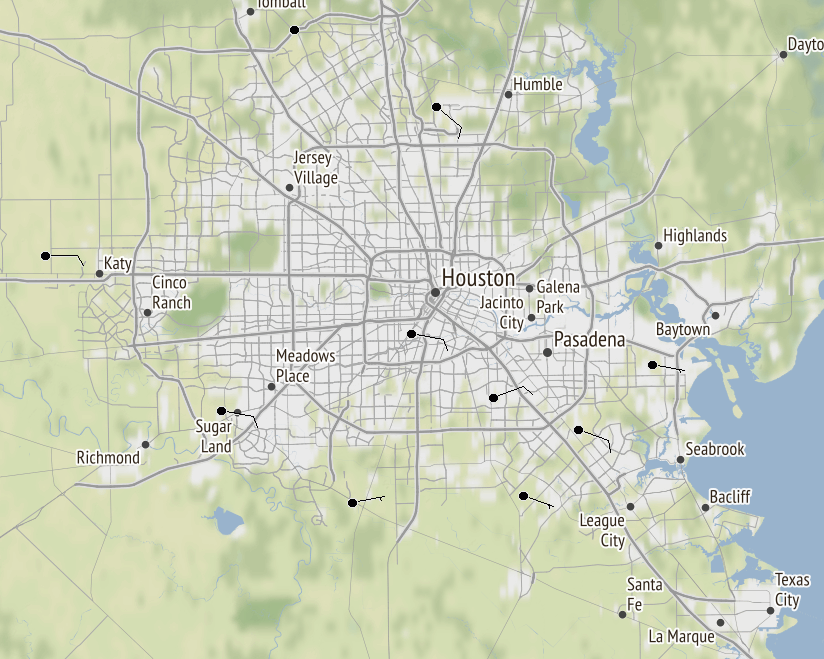 Tomball
Dayto
Humble
Jersey
Village
Highlands
Katy
Houston
Cinco
Ranch
Galena
Park
Jacinto
City
Baytown
Pasadena
Meadows
Place
Sugar
Land
Richmond
Seabrook
Bacliff
League
City
Texas
City
Santa
Fe
La Marque